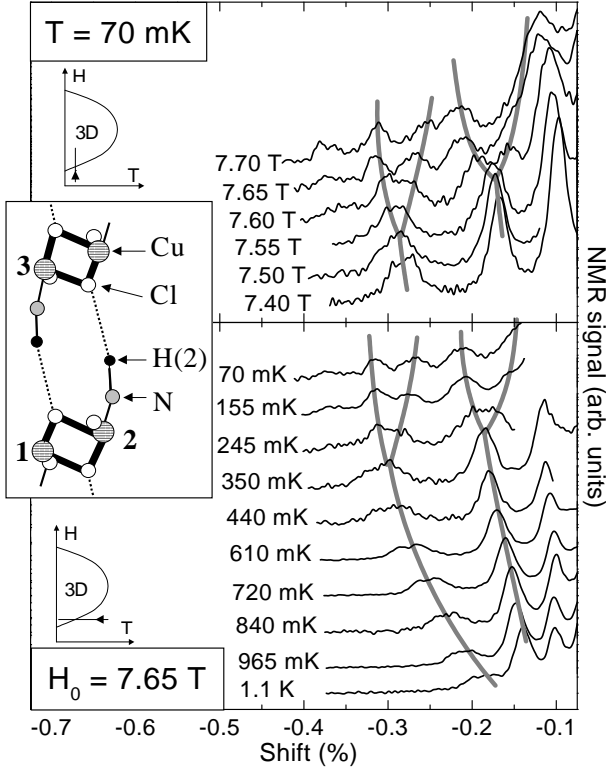 T = 70 mK
H
3D
T
7.70 T
7.65 T
7.60 T
7.55 T
7.50 T
7.40 T
3
Cu
Cl
H(2)
N
1
2
70 mK
155 mK
245 mK
350 mK
440 mK
610 mK
720 mK
840 mK
965 mK
1.1 K
H
3D
T
H0 = 7.65 T
NMR signal (arb. units)
-0.7 -0.6 -0.5 -0.4 -0.3 -0.2 -0.1
Shift (%)